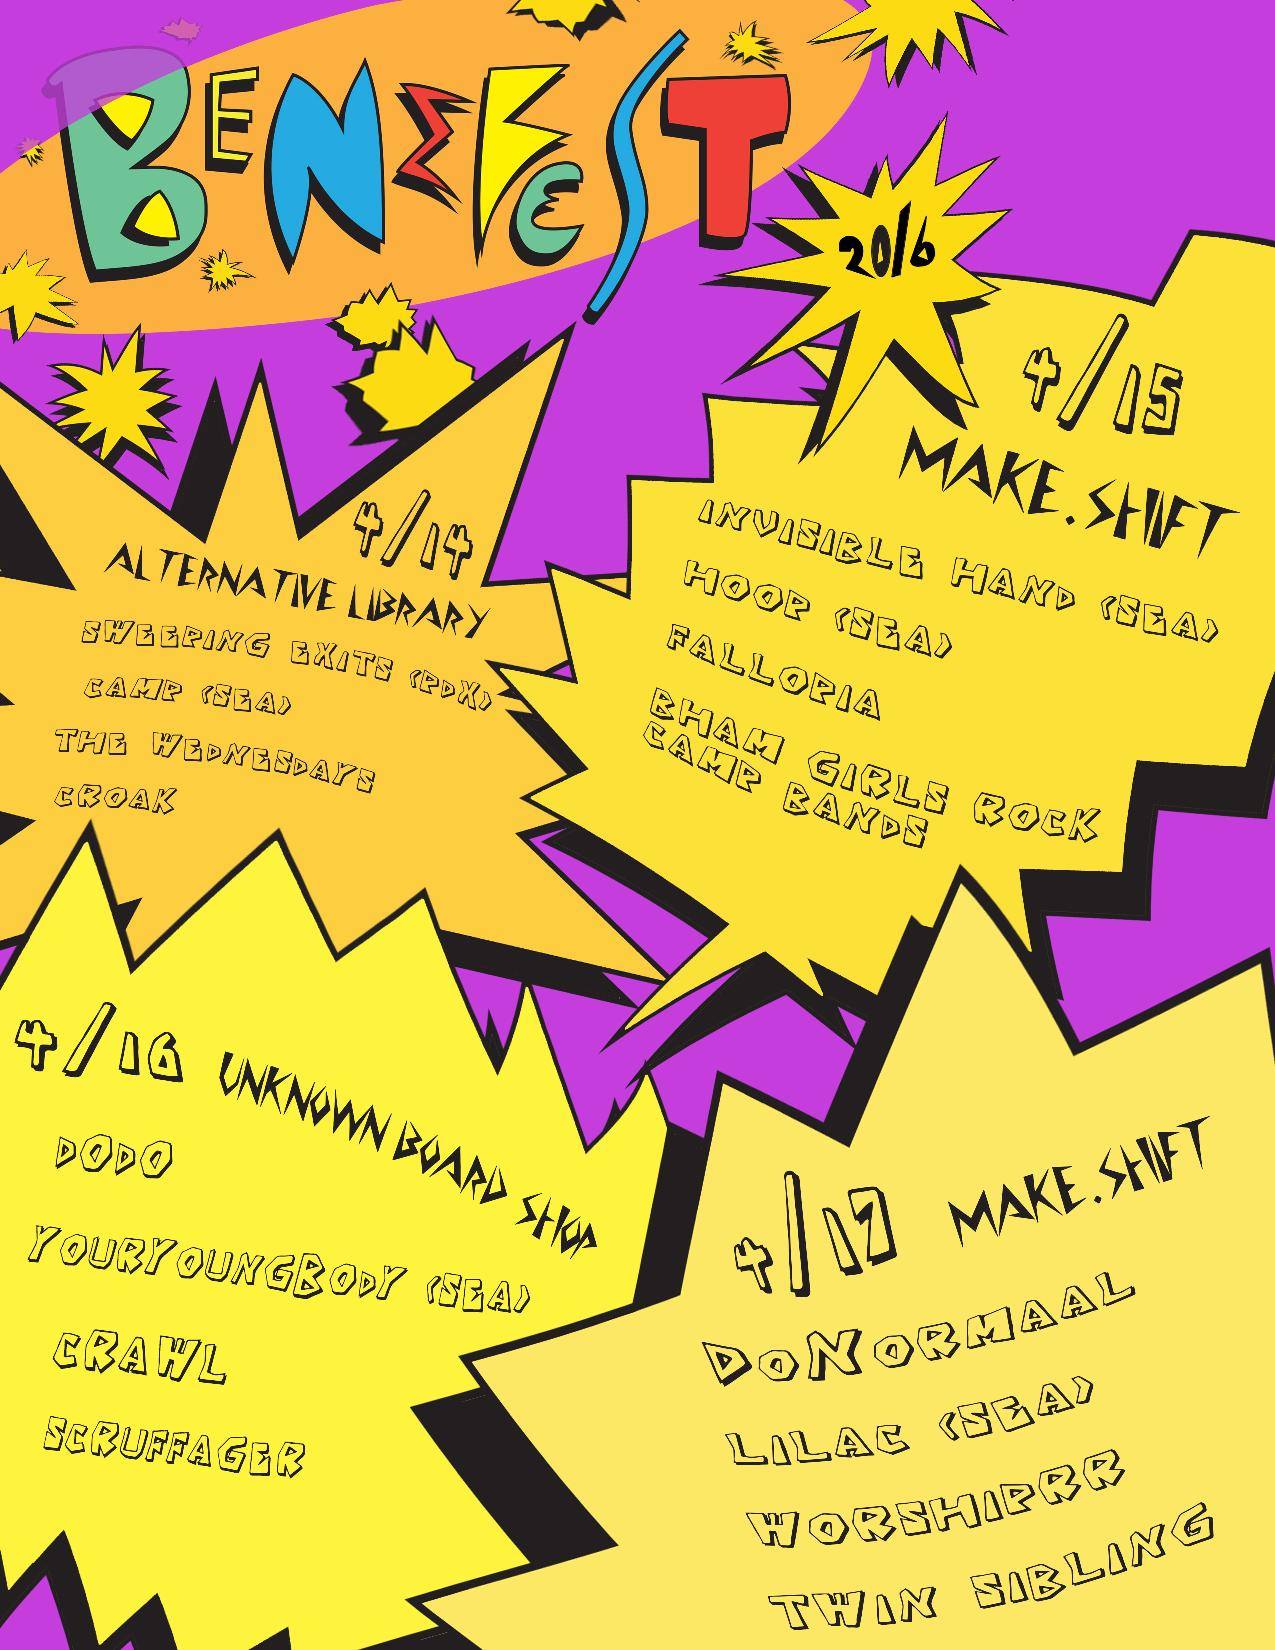 BENEFEST
2016
4/14
ALTERNATIVE LIBRARY
SWEEPING EXITS (PDX)
CAMP (SEA)
THE WEDNESDAYS
CROAK
4/15
MAKE.SHIFT
INVISIBLE HAND (SEA)
HOOP (SEA)
FALLOPIA
BHAM GIRLS ROCK
CAMP BANDS
4/16 UNKNOWN BOARD SHOP
DODO
YOURYOUNGBODY (SEA)
CRAWL
SCRUFFAGER
4/17 MAKE.SHIFT
DONORMAAL
LILAC (SEA)
WORSHIPRR
TWIN SIBLING